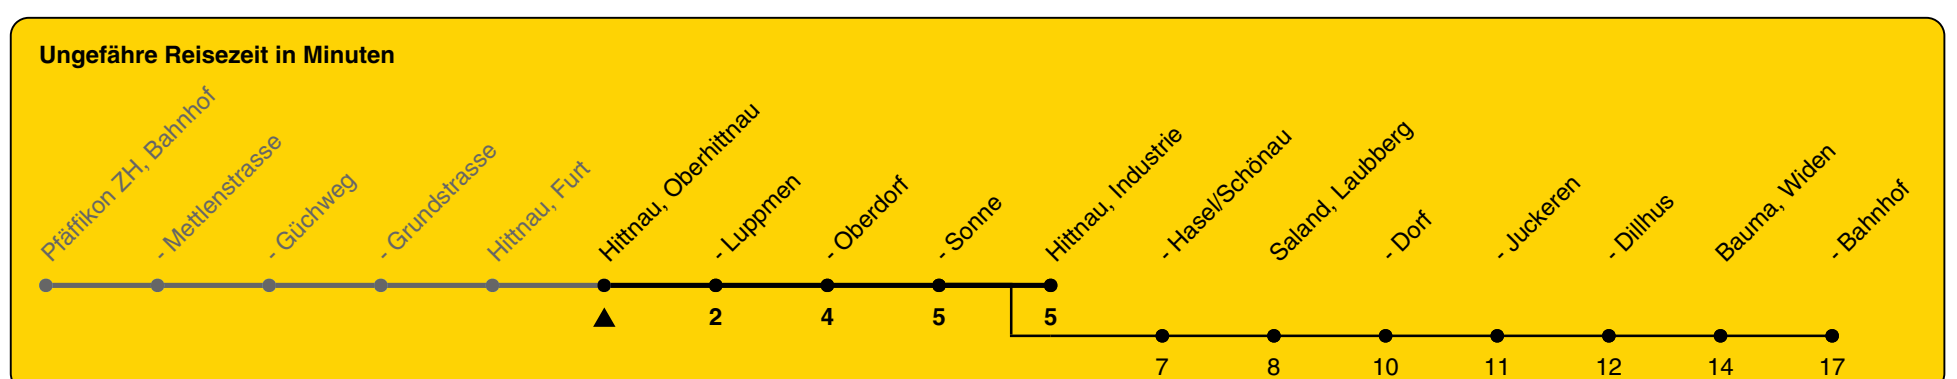 Ungefähre Reisezeit in Minuten
Pfäffikon ZH, Bahnhof
- Mettlenstrasse
- Güchweg
- Grundstrasse
Hittnau, Furt
Hittnau, Oberhittnau
- Luppmen
- Oberdorf
- Sonne
Hittnau, Industrie
- Hasel/Schönau
Saland, Laubberg
- Dorf
- Juckeren
- Dillhus
Bauma, Widen
- Bahnhof
2 4 5 5
7 8 10 11 12 14 17